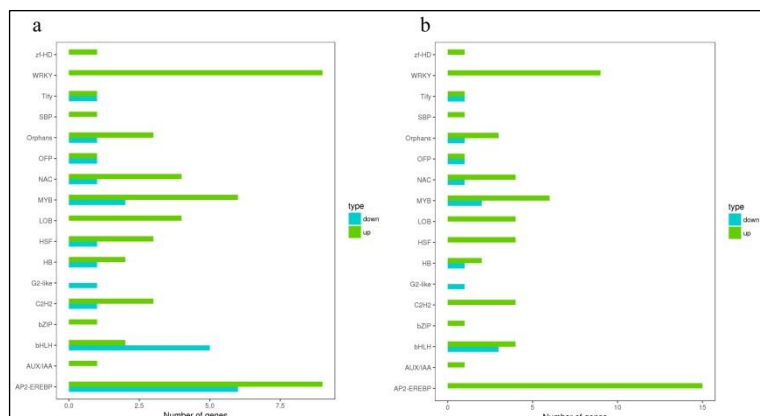 a
b
zf-HD
WRKY
Tify
SBP
Orphans
OFP
NAC
MYB
LOB
HSF
HB
G2-like
C2H2
bZIP
bHLH
AUX/IAA
AP2-EREBP
0.0
2.5
5.0
7.5
Number of genes
type
down
up
zf-HD
WRKY
Tify
SBP
Orphans
OFP
NAC
MYB
LOB
HSF
HB
G2-like
C2H2
bZIP
bHLH
AUX/IAA
AP2-EREBP
0
5
10
15
Number of genes
type
down
up